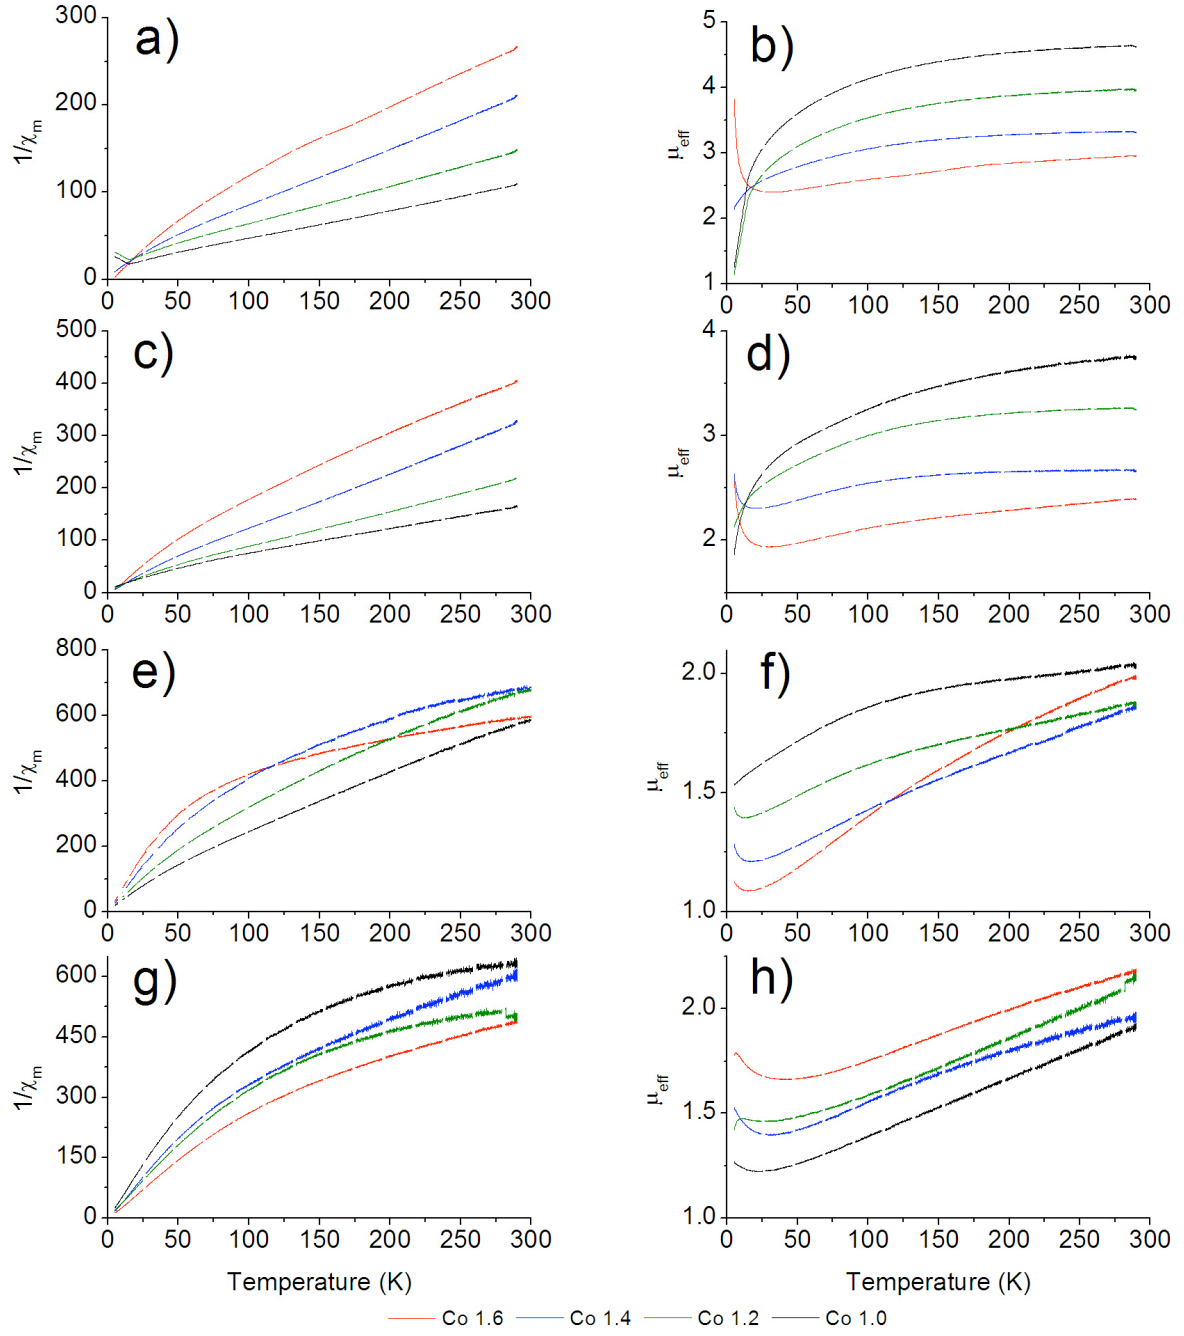 a)
1/χm
300
200
100
0
0 50 100 150 200 250 300
b)
μeff
5
4
3
2
1
0 50 100 150 200 250 300
c)
1/χm
500
400
300
200
100
0
0 50 100 150 200 250 300
d)
μeff
4
3
2
0 50 100 150 200 250 300
e)
1/χm
800
600
400
200
0
0 50 100 150 200 250 300
f)
μeff
2.0
1.5
1.0
0 50 100 150 200 250 300
g)
1/χm
600
450
300
150
0
0 50 100 150 200 250 300
Temperature (K)
h)
μeff
2.0
1.5
1.0
0 50 100 150 200 250 300
Temperature (K)
Co 1.6 Co 1.4 Co 1.2 Co 1.0